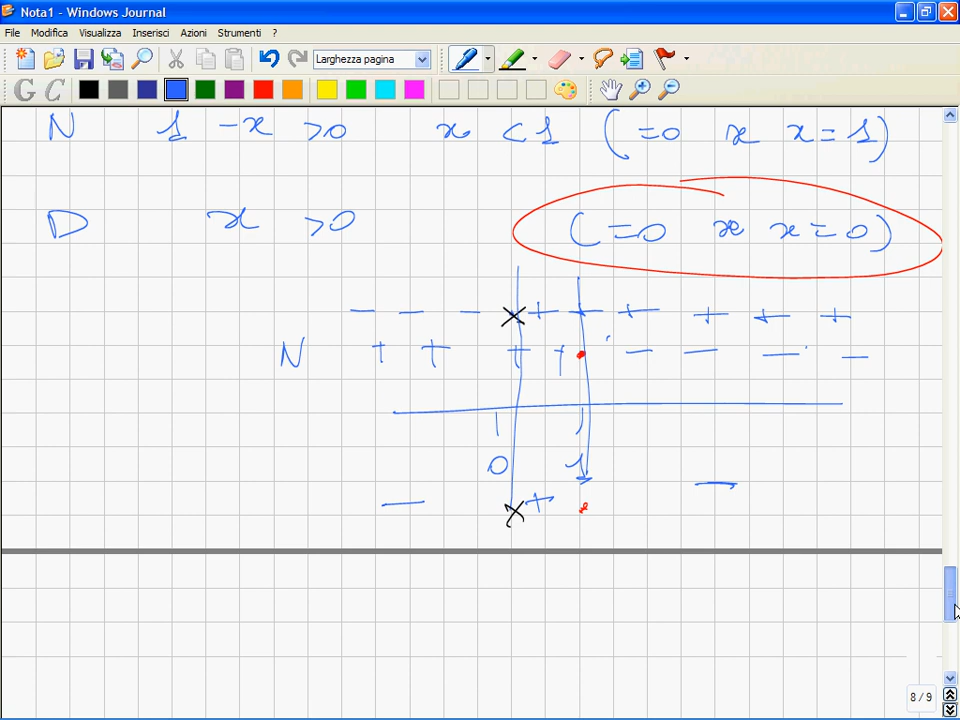 Nota1 - Windows Journal
File Modifica Visualizza Inserisci Azioni Strumenti ?
Larghezza pagina
G C
N 1 -x >0 x <1 (=0 x x=1)
D x >0 (=0 x x=0)
- - - × + + + + + +
N + + + + - - - -
0 1
- × + -
8 / 9